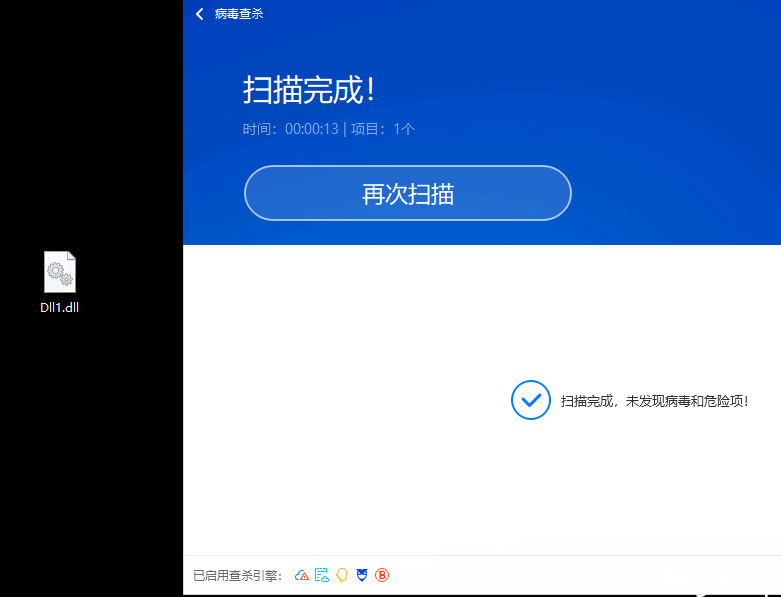 病毒查杀
扫描完成!
时间：00:00:13 | 项目：1个
再次扫描
Dll1.dll
扫描完成，未发现病毒和危险项!
已启用查杀引擎：